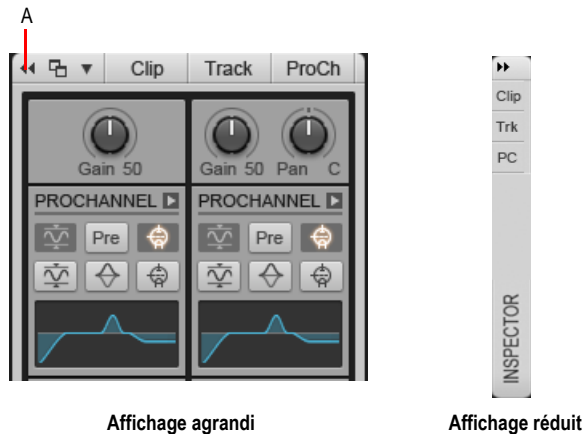 A
Clip Track ProCh
Gain 50
Gain 50 Pan C
PROCHANNEL
PROCHANNEL
Pre
Pre
Clip
Trk
PC
INSPECTOR
Affichage agrandi
Affichage réduit